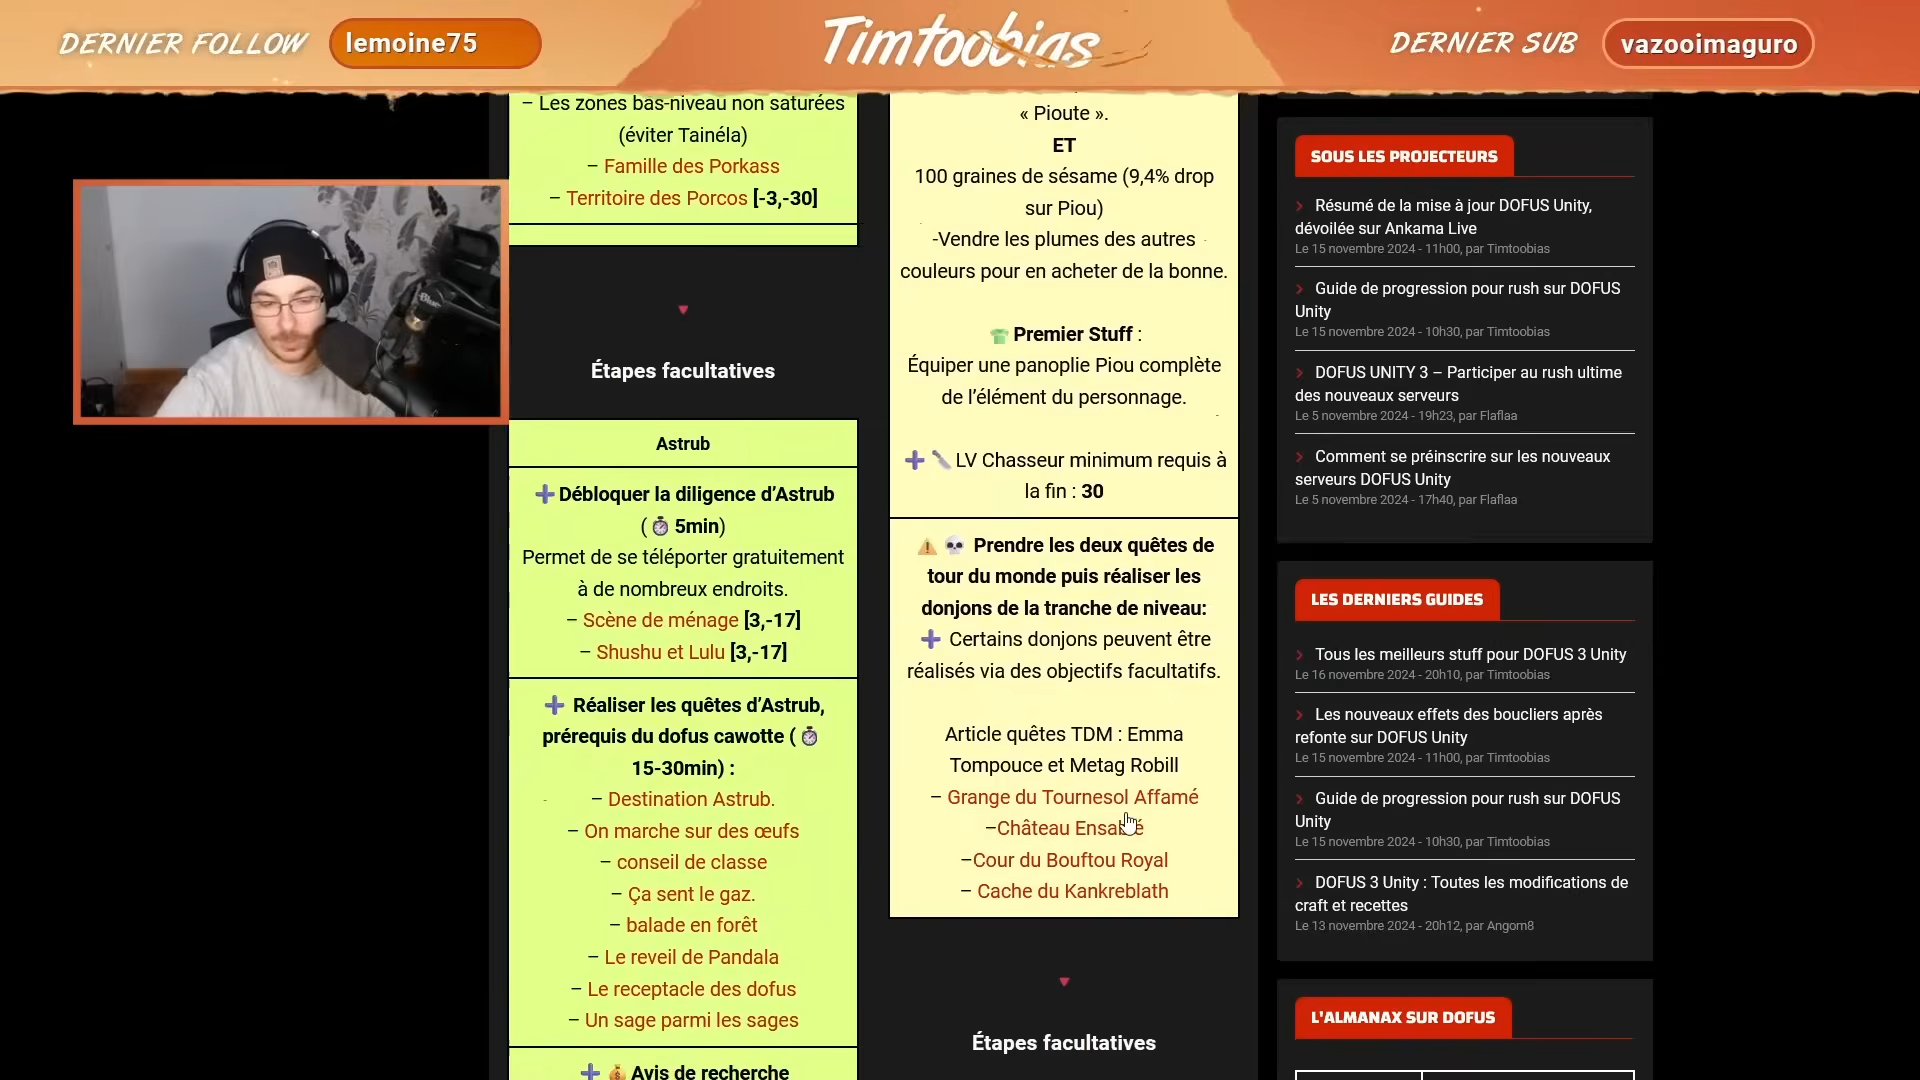 DERNIER FOLLOW
lemoine75
Timtoobias
DERNIER SUB
vazooimaguro
– Les zones bas-niveau non saturées
(éviter Tainéla)
– Famille des Porkass
– Territoire des Porcos [-3,-30]
Étapes facultatives
Astrub
Débloquer la diligence d’Astrub
( 5min)
Permet de se téléporter gratuitement
à de nombreux endroits.
– Scène de ménage [3,-17]
– Shushu et Lulu [3,-17]
Réaliser les quêtes d’Astrub,
prérequis du dofus cawotte (
15-30min) :
– Destination Astrub.
– On marche sur des œufs
– conseil de classe
– Ça sent le gaz.
– balade en forêt
– Le reveil de Pandala
– Le receptacle des dofus
– Un sage parmi les sages
Avis de recherche
« Pioute ».
ET
100 graines de sésame (9,4% drop
sur Piou)
-Vendre les plumes des autres
couleurs pour en acheter de la bonne.
Premier Stuff :
Équiper une panoplie Piou complète
de l’élément du personnage.
LV Chasseur minimum requis à
la fin : 30
Prendre les deux quêtes de
tour du monde puis réaliser les
donjons de la tranche de niveau:
Certains donjons peuvent être
réalisés via des objectifs facultatifs.
Article quêtes TDM : Emma
Tompouce et Metag Robill
– Grange du Tournesol Affamé
–Château Ensablé
–Cour du Bouftou Royal
– Cache du Kankreblath
Étapes facultatives
SOUS LES PROJECTEURS
Résumé de la mise à jour DOFUS Unity,
dévoilée sur Ankama Live
Le 15 novembre 2024 - 11h00, par Timtoobias
Guide de progression pour rush sur DOFUS
Unity
Le 15 novembre 2024 - 10h30, par Timtoobias
DOFUS UNITY 3 – Participer au rush ultime
des nouveaux serveurs
Le 5 novembre 2024 - 19h23, par Flaflaa
Comment se préinscrire sur les nouveaux
serveurs DOFUS Unity
Le 5 novembre 2024 - 17h40, par Flaflaa
LES DERNIERS GUIDES
Tous les meilleurs stuff pour DOFUS 3 Unity
Le 16 novembre 2024 - 20h10, par Timtoobias
Les nouveaux effets des boucliers après
refonte sur DOFUS Unity
Le 15 novembre 2024 - 11h00, par Timtoobias
Guide de progression pour rush sur DOFUS
Unity
Le 15 novembre 2024 - 10h30, par Timtoobias
DOFUS 3 Unity : Toutes les modifications de
craft et recettes
Le 13 novembre 2024 - 20h12, par Angom8
L'ALMANAX SUR DOFUS